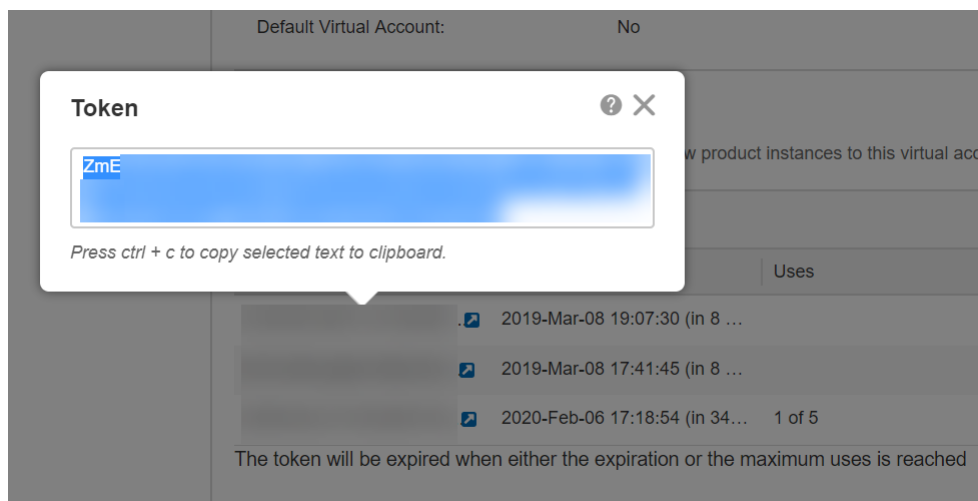 Default Virtual Account: No
Token
ZmE
w product instances to this virtual acc
Press ctrl + c to copy selected text to clipboard.
Uses
. 2019-Mar-08 19:07:30 (in 8 …
2019-Mar-08 17:41:45 (in 8 …
2020-Feb-06 17:18:54 (in 34… 1 of 5
The token will be expired when either the expiration or the maximum uses is reached